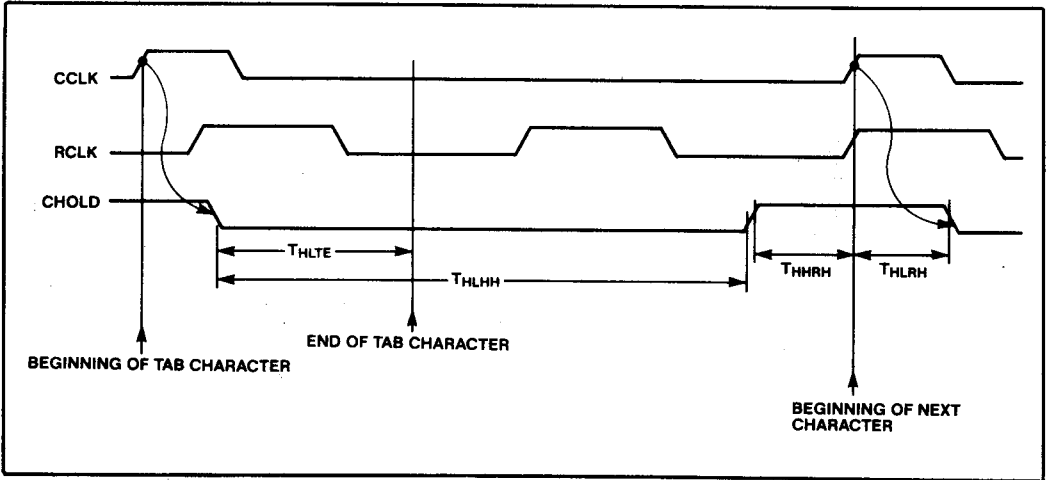 CCLK
RCLK
CHOLD
THLTE
THLHH
THHRH
THLRH
END OF TAB CHARACTER
BEGINNING OF TAB CHARACTER
BEGINNING OF NEXT
CHARACTER